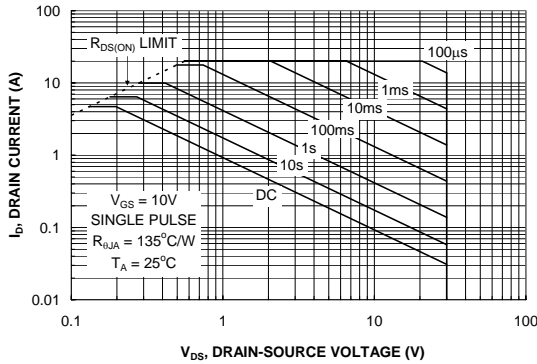 100
R_DS(ON) LIMIT
100µs
10
1ms
10ms
100ms
1
1s
10s
DC
V_GS = 10V
SINGLE PULSE
R_θJA = 135°C/W
T_A = 25°C
0.1
0.01
0.1
1
10
100
I_D, DRAIN CURRENT (A)
V_DS, DRAIN-SOURCE VOLTAGE (V)